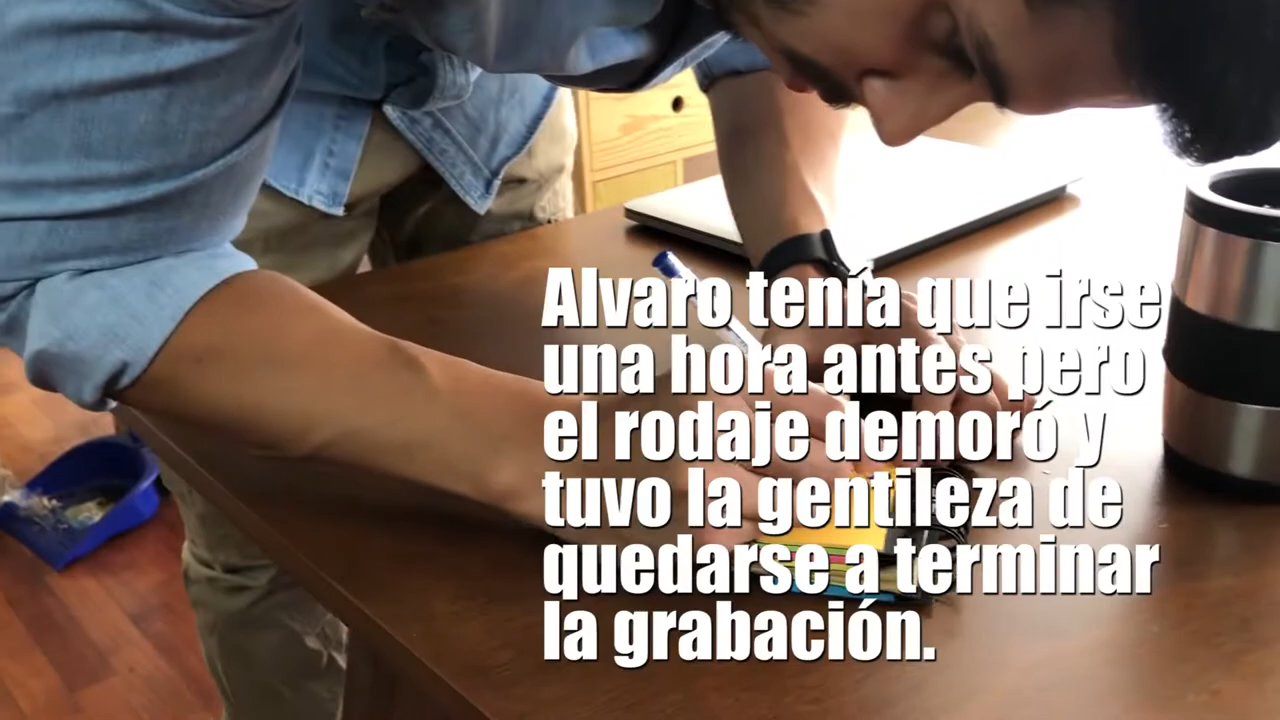 Alvaro tenía que irse
una hora antes pero
el rodaje demoró y
tuvo la gentileza de
quedarse a terminar
la grabación.